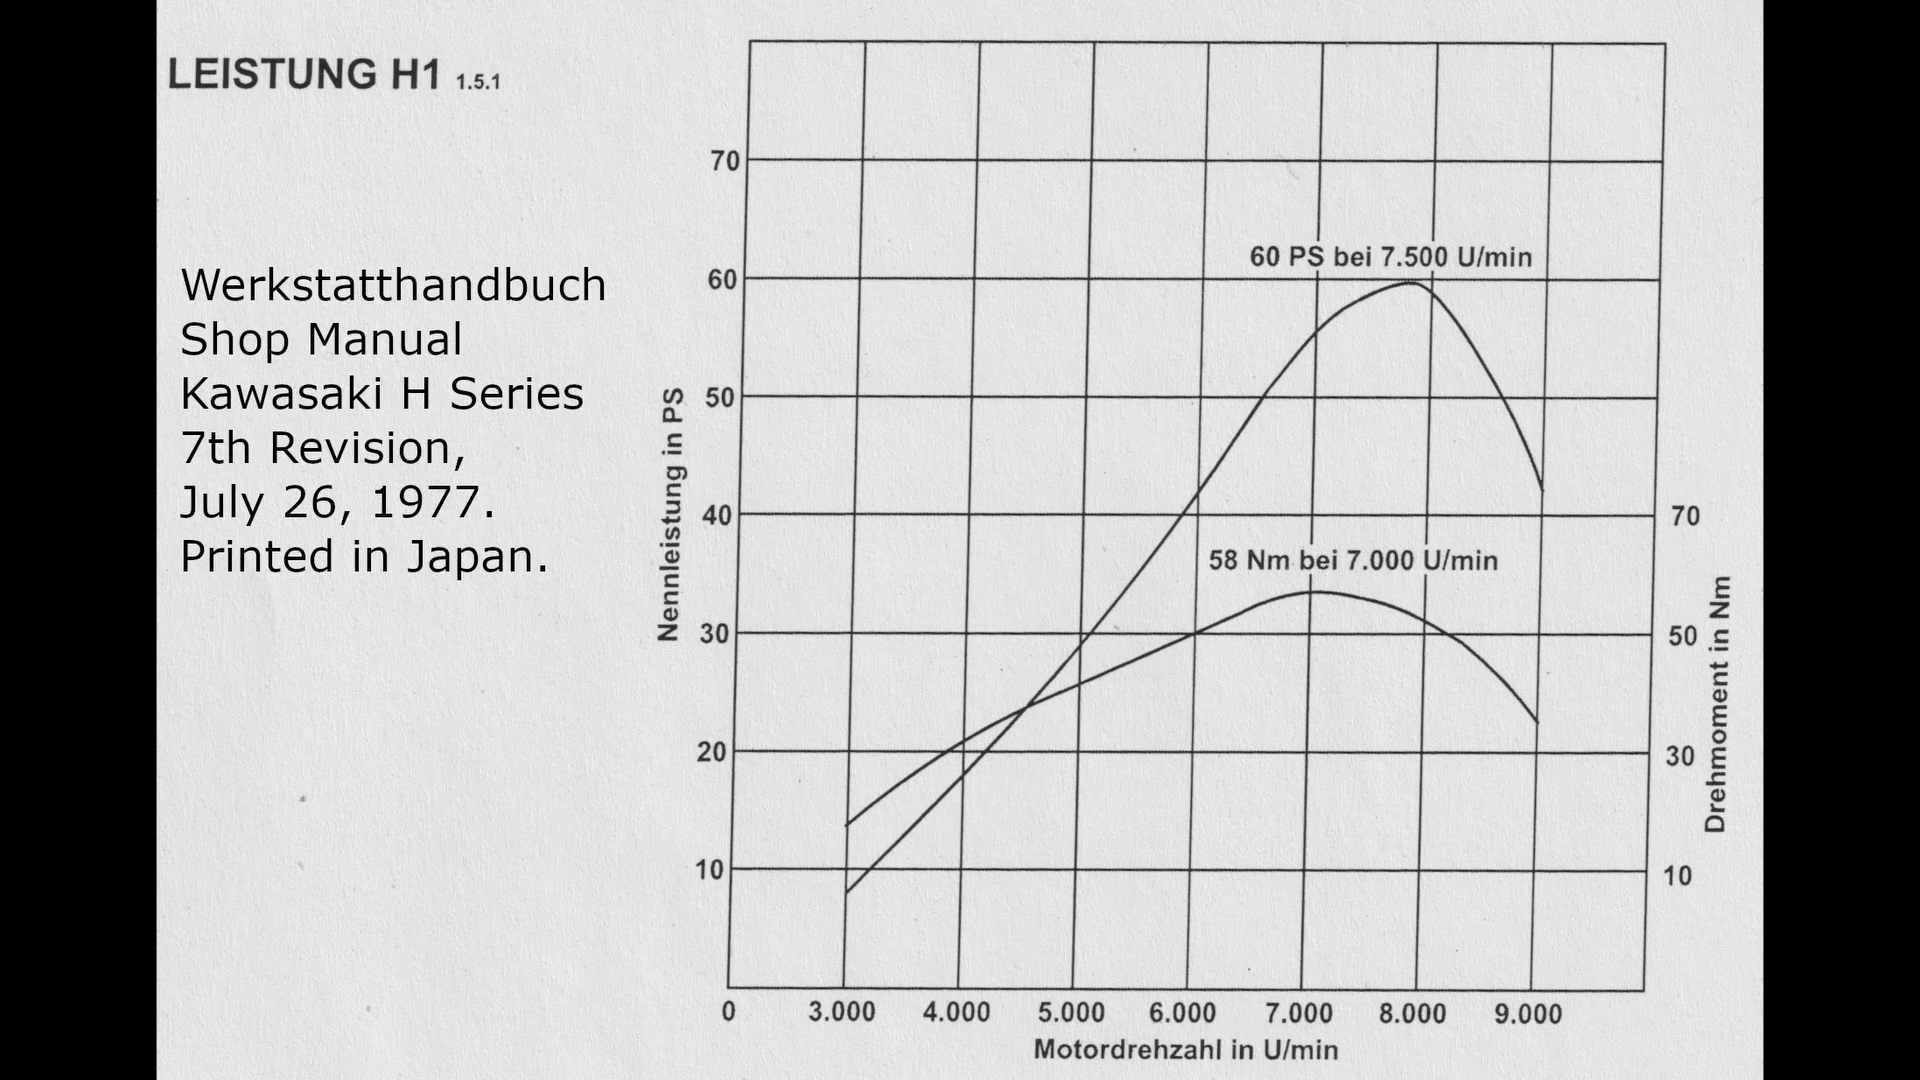 LEISTUNG H1 1.5.1
Werkstatthandbuch
Shop Manual
Kawasaki H Series
7th Revision,
July 26, 1977.
Printed in Japan.
Nennleistung in PS
70
60
50
40
30
20
10
60 PS bei 7.500 U/min
58 Nm bei 7.000 U/min
70
50
30
10
Drehmoment in Nm
0 3.000 4.000 5.000 6.000 7.000 8.000 9.000
Motordrehzahl in U/min